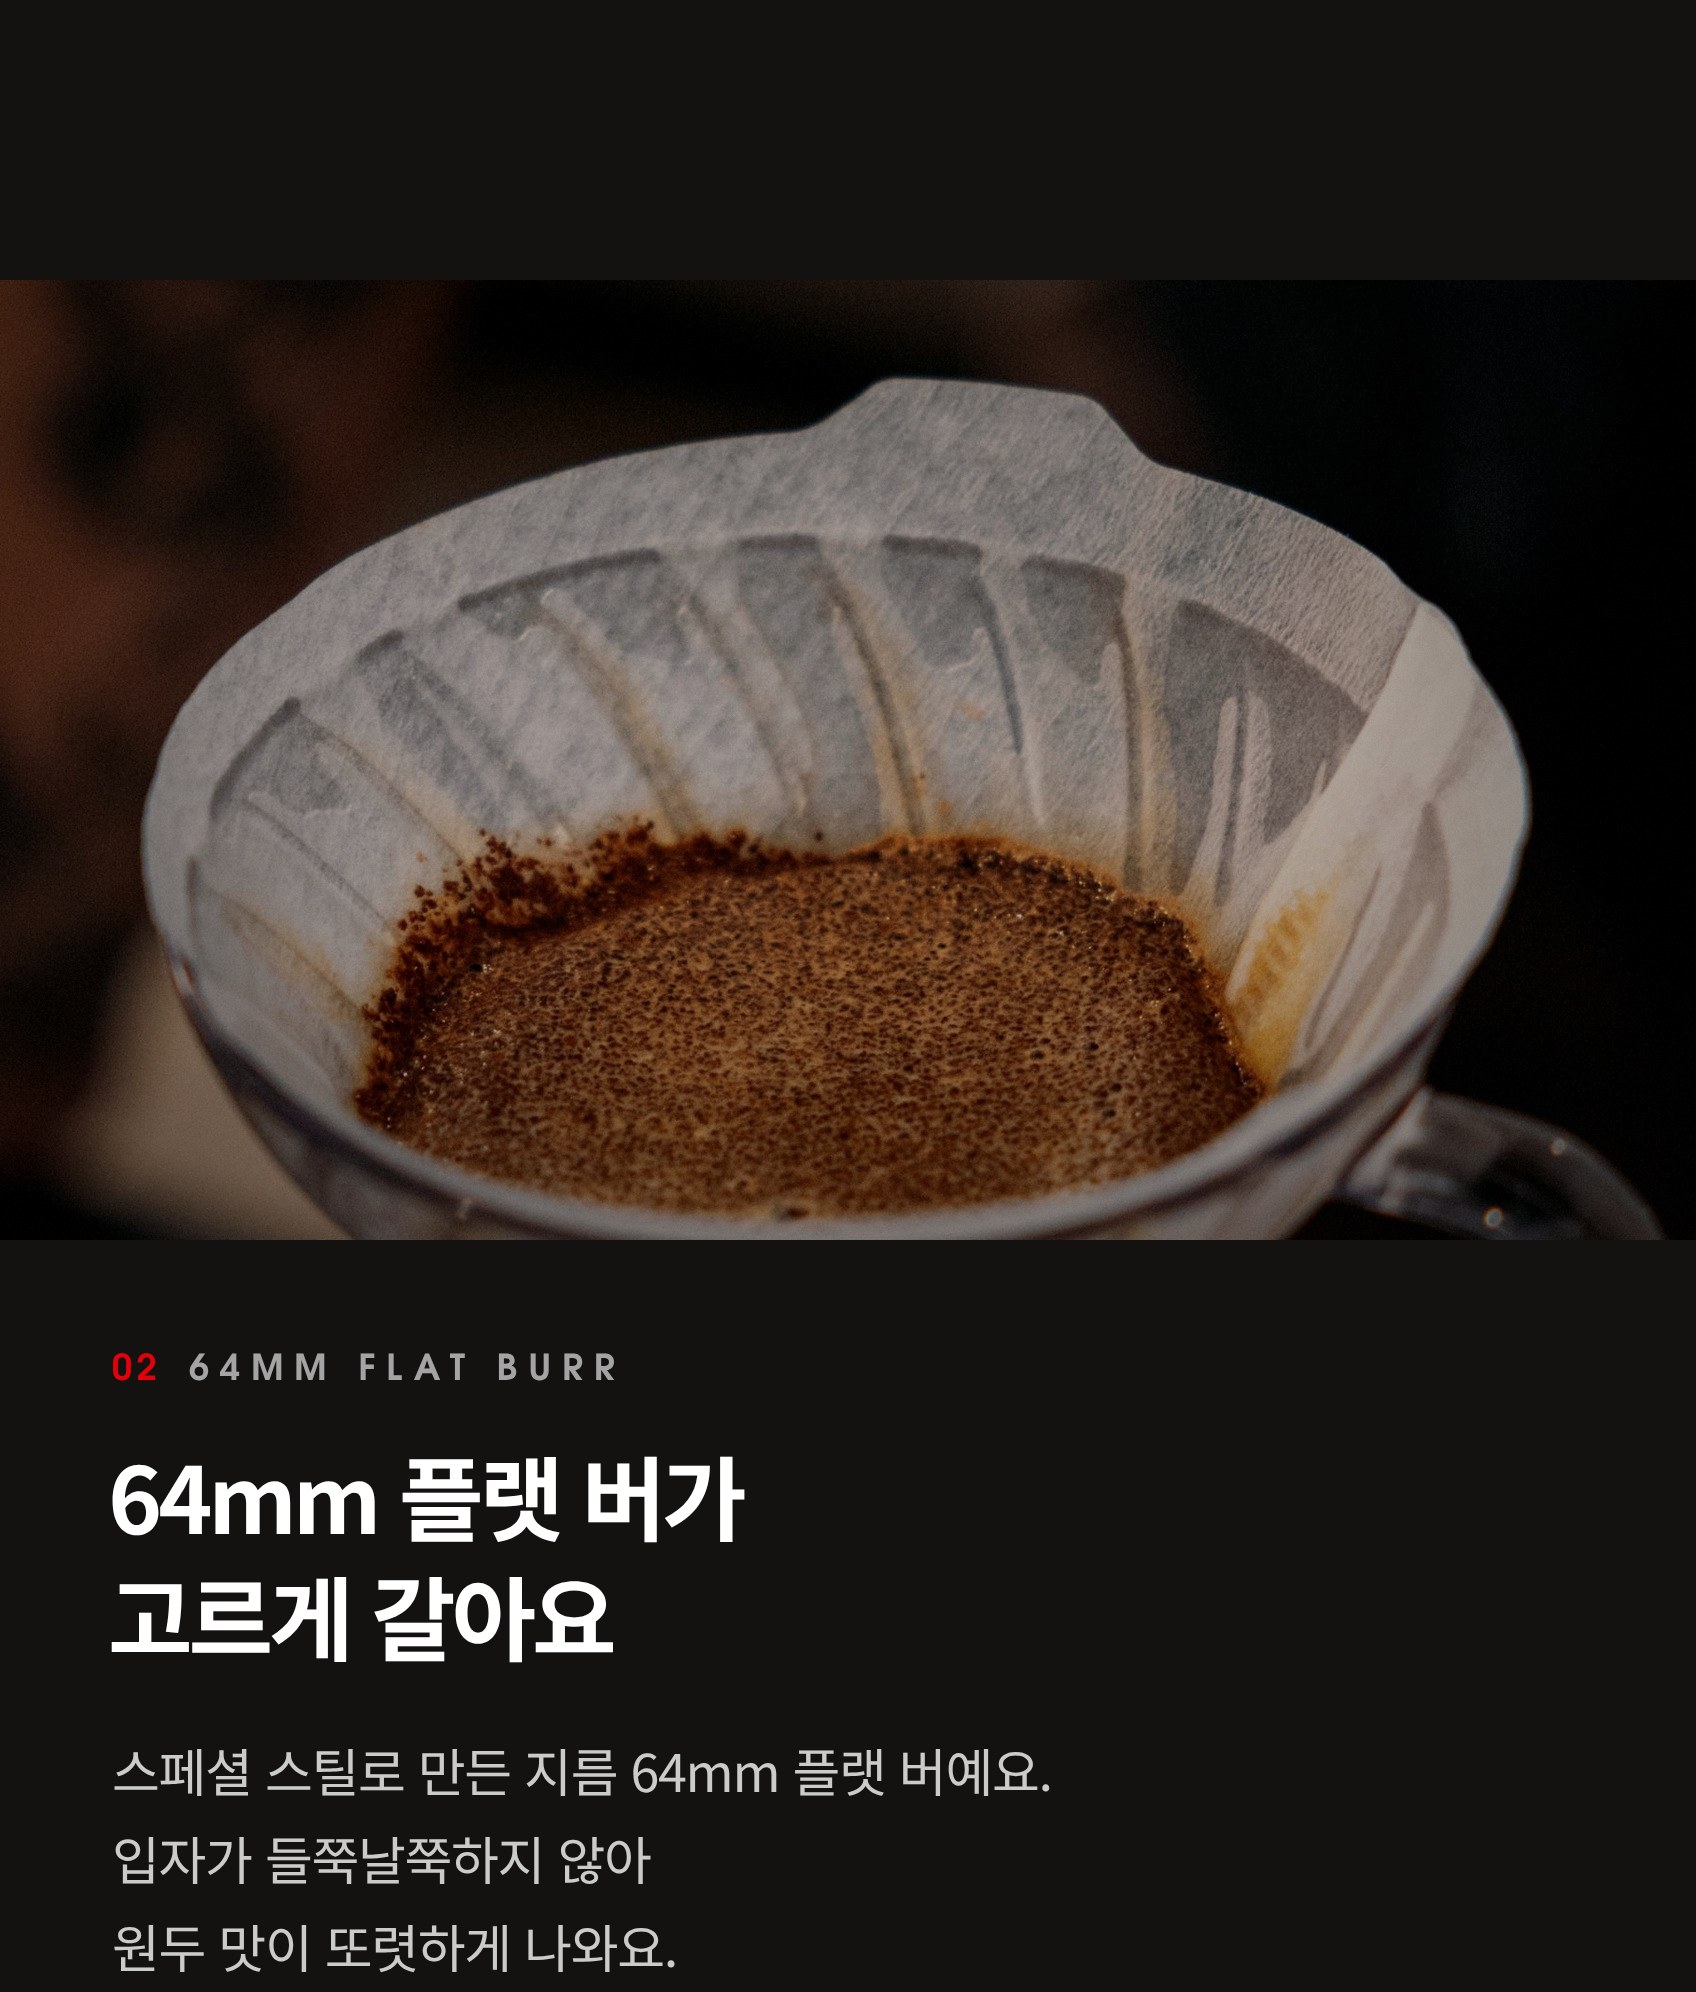 02 64MM FLAT BURR
64mm 플랫 버가
고르게 갈아요
스페셜 스틸로 만든 지름 64mm 플랫 버예요.
입자가 들쭉날쭉하지 않아
원두 맛이 또렷하게 나와요.